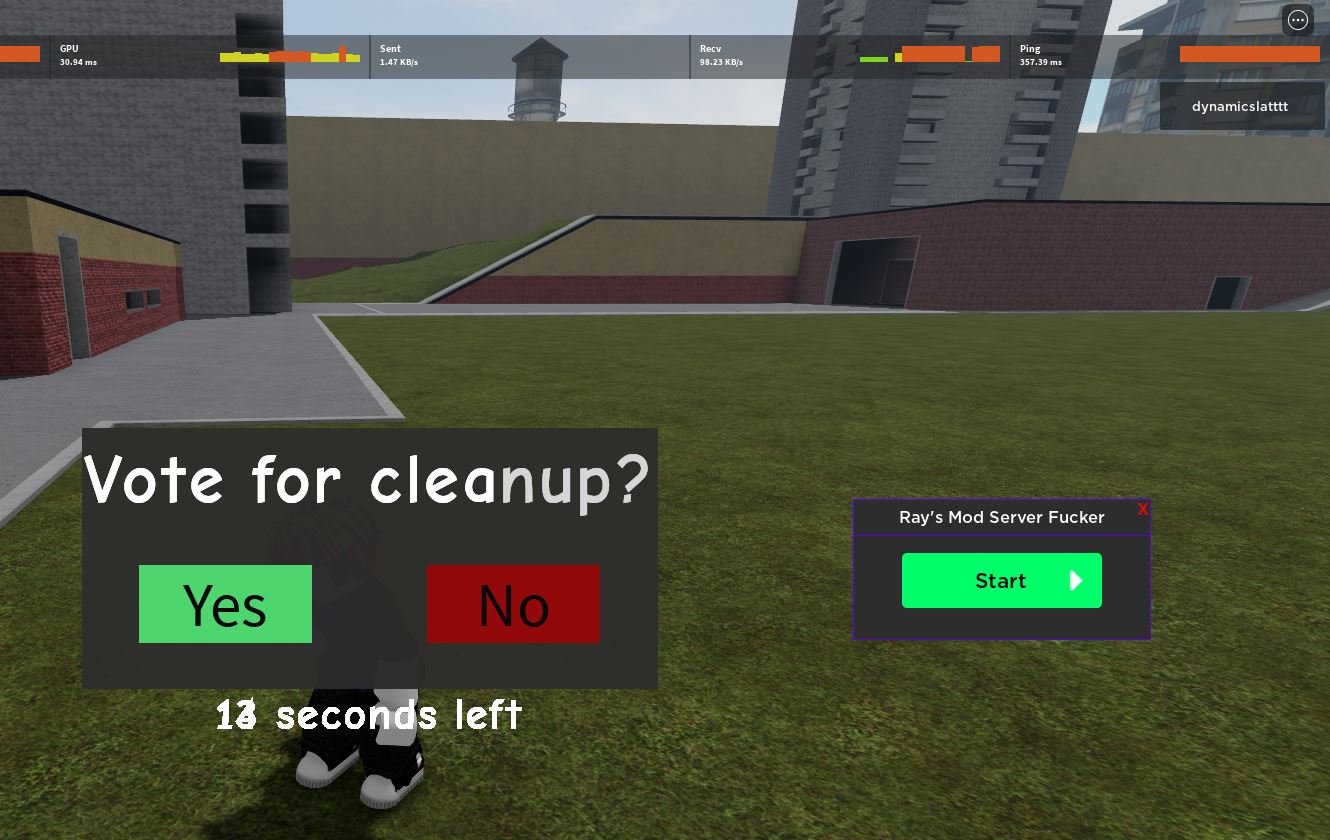 GPU
30.94 ms
Sent
1.47 KB/s
Recv
98.23 KB/s
Ping
357.39 ms
dynamicslatttt
Vote for cleanup?
Yes
No
seconds left
Ray's Mod Server Fucker
X
Start